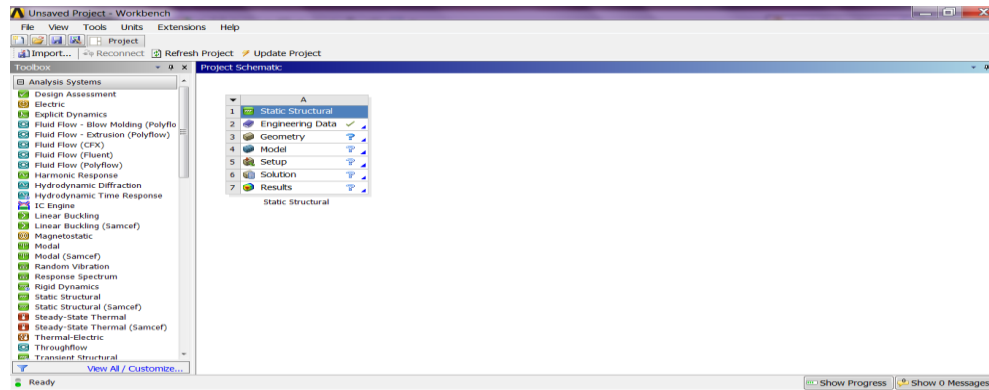 Unsaved Project - Workbench
File View Tools Units Extensions Help
Project
Import... Reconnect Refresh Project Update Project
Toolbox
Project Schematic
Analysis Systems
Design Assessment
Electric
Explicit Dynamics
Fluid Flow - Blow Molding (Polyflo
Fluid Flow - Extrusion (Polyflow)
Fluid Flow (CFX)
Fluid Flow (Fluent)
Fluid Flow (Polyflow)
Harmonic Response
Hydrodynamic Diffraction
Hydrodynamic Time Response
IC Engine
Linear Buckling
Linear Buckling (Samcef)
Magnetostatic
Modal
Modal (Samcef)
Random Vibration
Response Spectrum
Rigid Dynamics
Static Structural
Static Structural (Samcef)
Steady-State Thermal
Steady-State Thermal (Samcef)
Thermal-Electric
Throughflow
Transient Structural
View All / Customize...
A
1 Static Structural
2 Engineering Data
3 Geometry ?
4 Model ?
5 Setup ?
6 Solution ?
7 Results ?
Static Structural
Ready
Show Progress Show 0 Messages